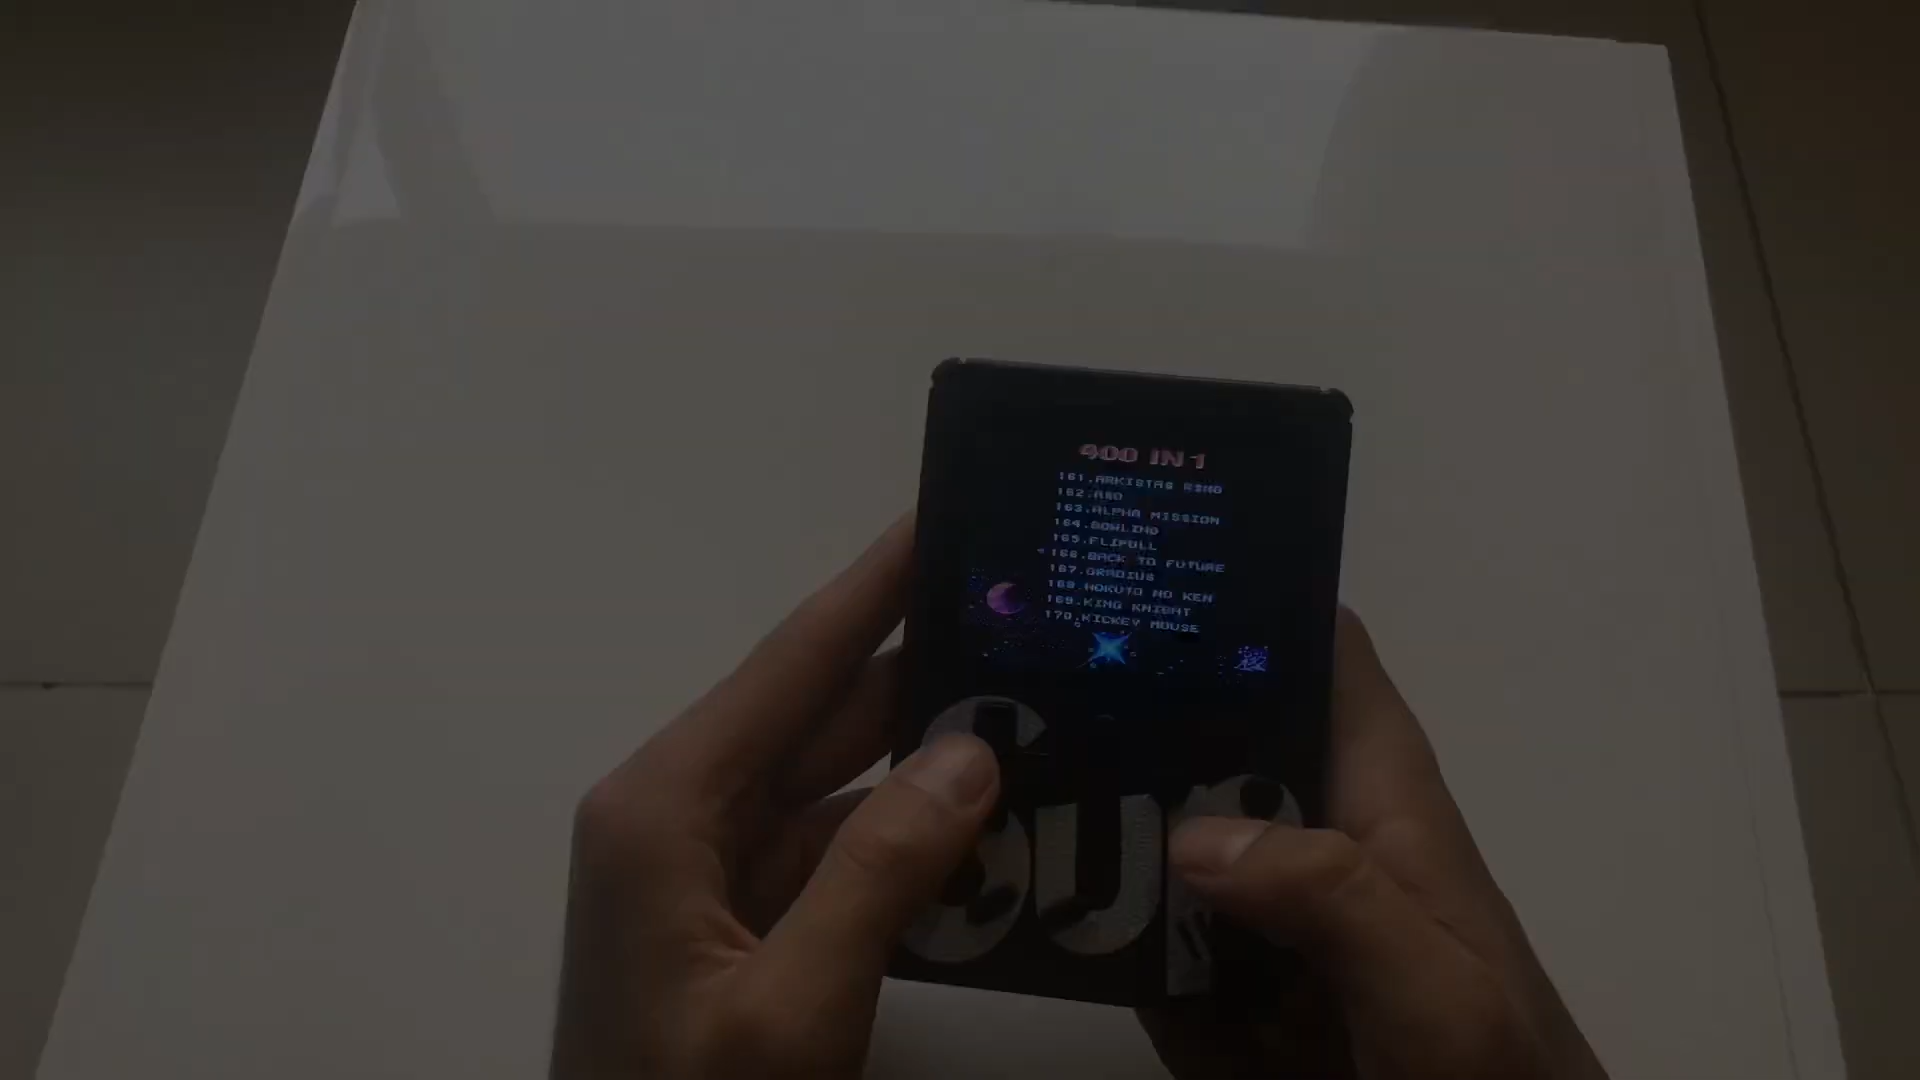 400 IN 1
161.ARKISTAS RING
162.ASO
163.ALPHA MISSION
164.BOWLING
165.FLIPULL
166.BACK TO FUTURE
167.GRADIUS
168.HOKUTO NO KEN
169.KING KNIGHT
170.KICKEY MOUSE
SUP